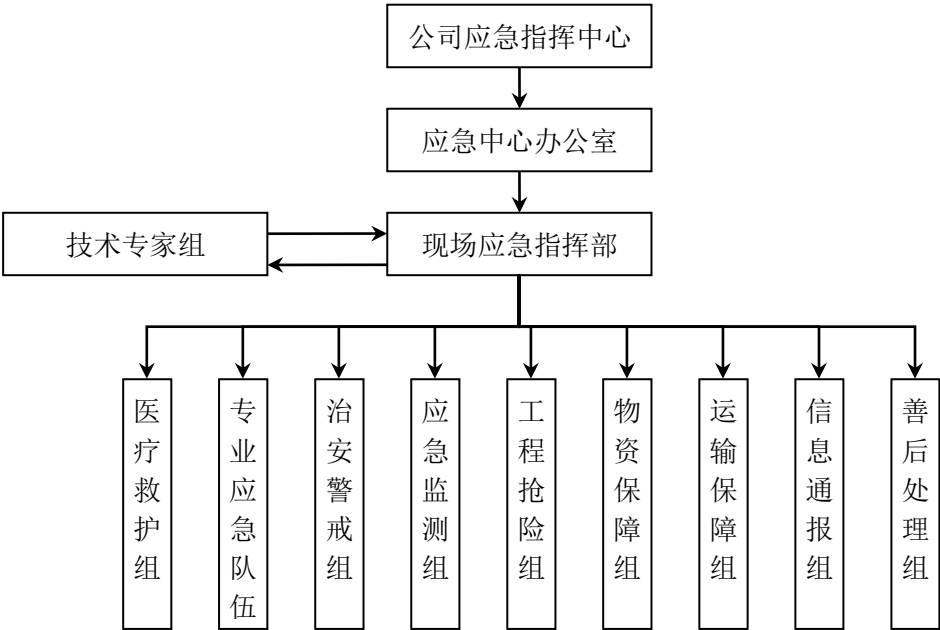 公司应急指挥中心
应急中心办公室
技术专家组
现场应急指挥部
医疗救护组
专业应急队伍
治安警戒组
应急监测组
工程抢险组
物资保障组
运输保障组
信息通报组
善后处理组